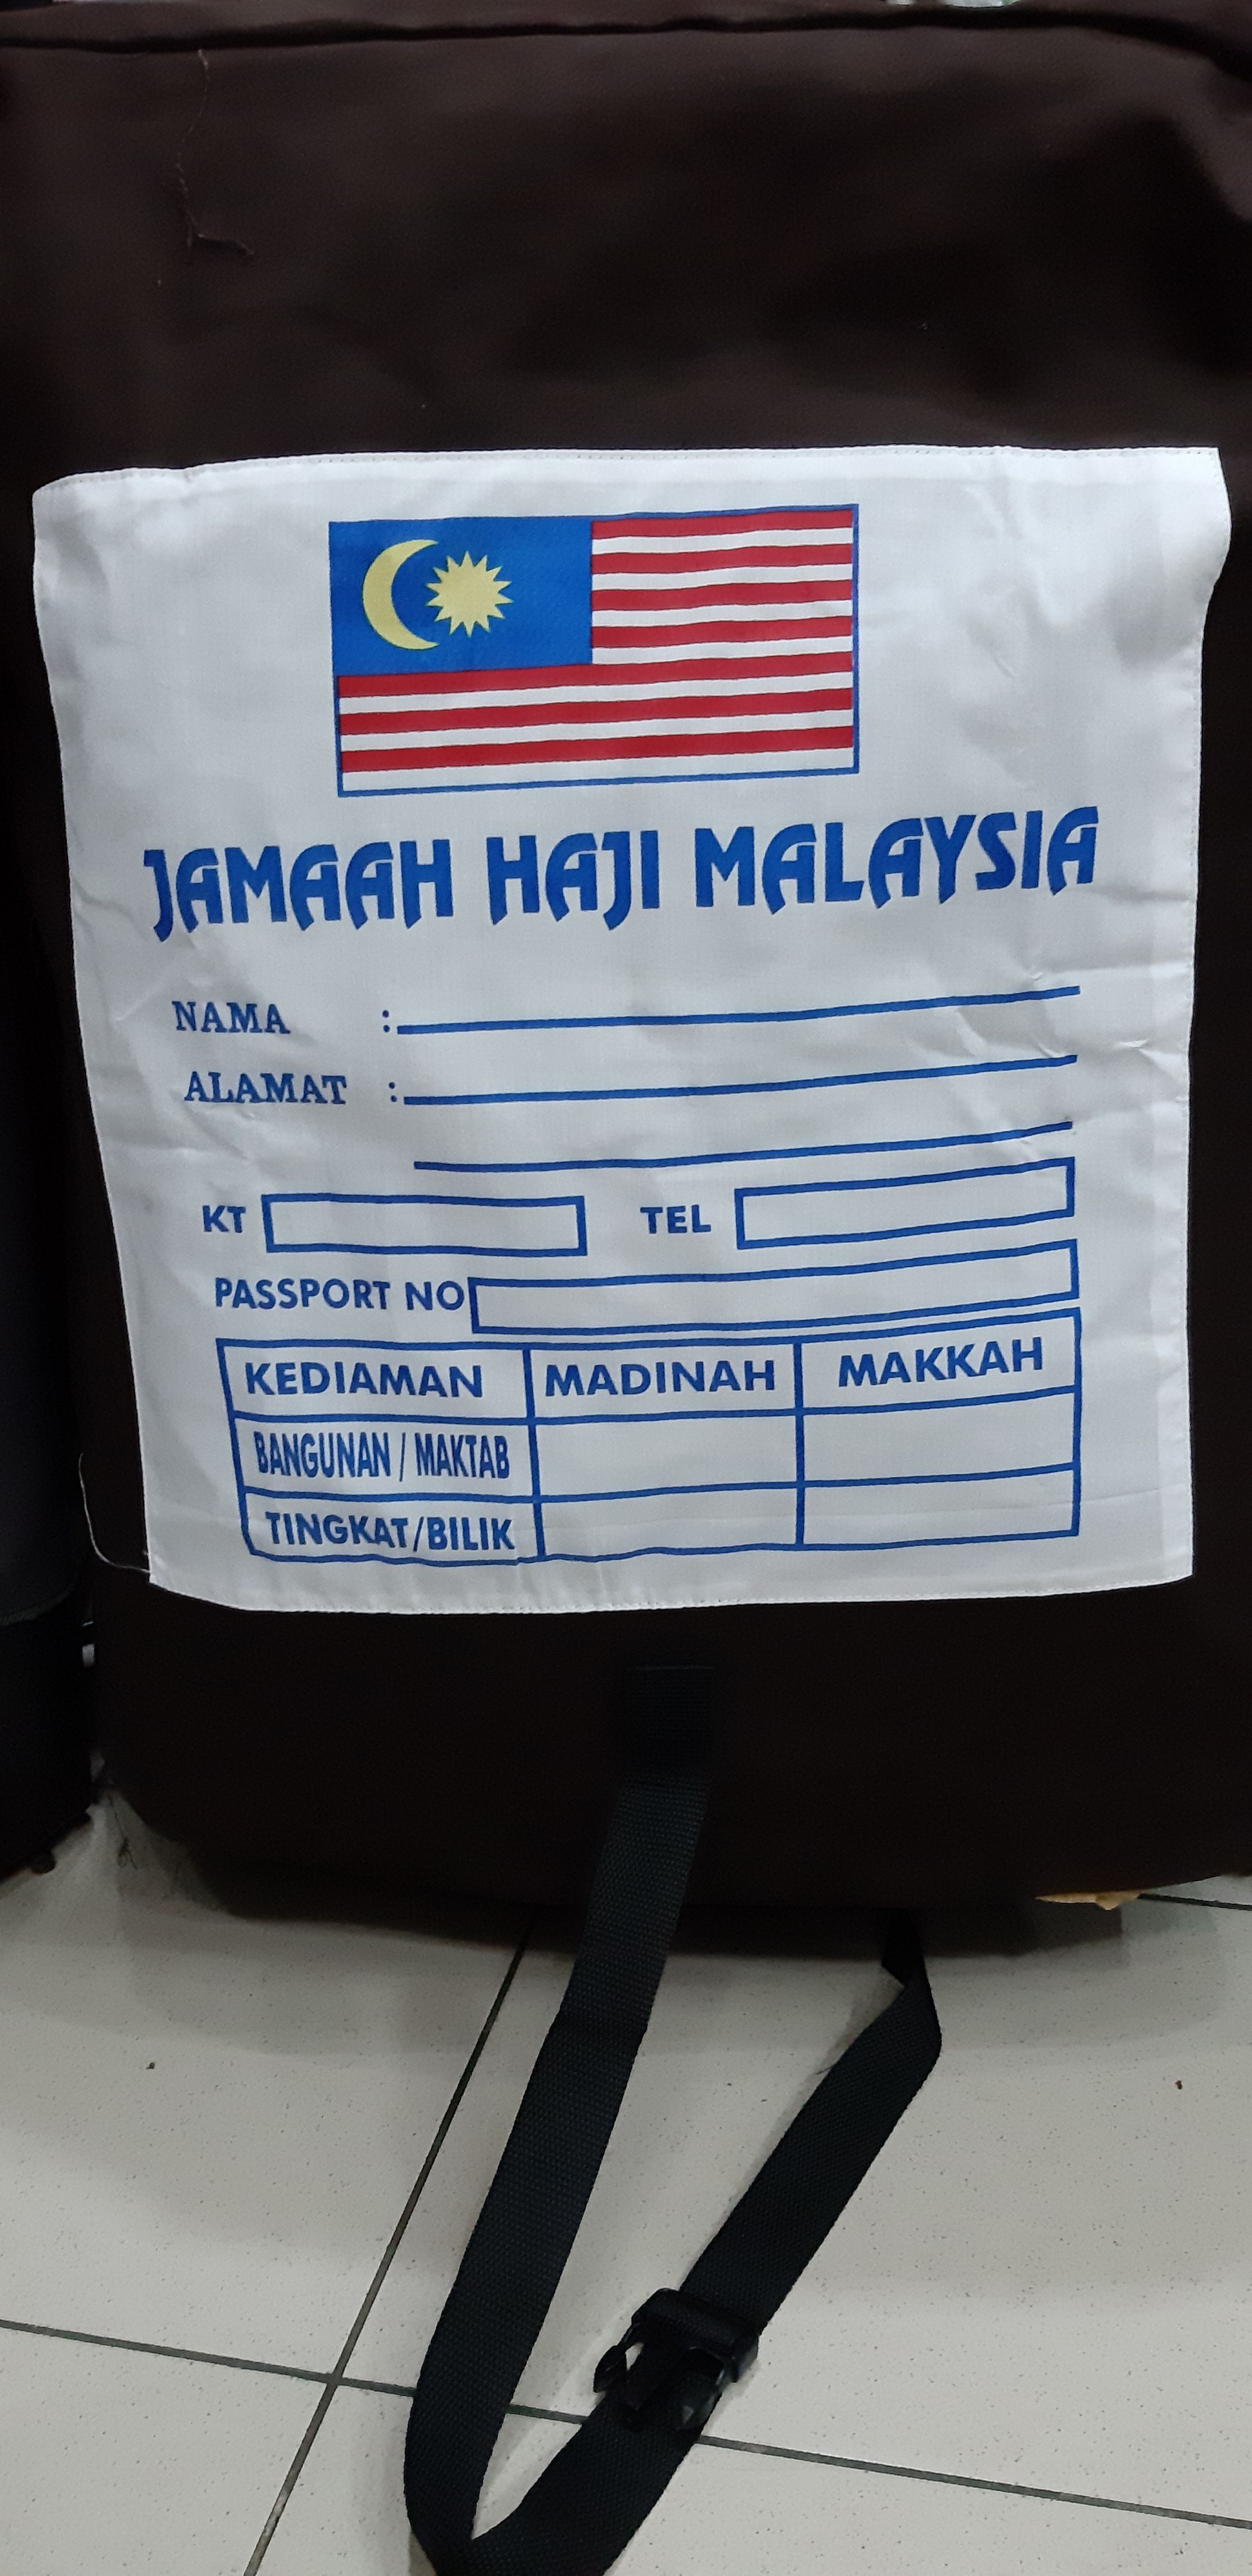 JAMAAH HAJI MALAYSIA
NAMA :
ALAMAT :
KT TEL
PASSPORT NO
KEDIAMAN MADINAH MAKKAH
BANGUNAN / MAKTAB
TINGKAT/BILIK